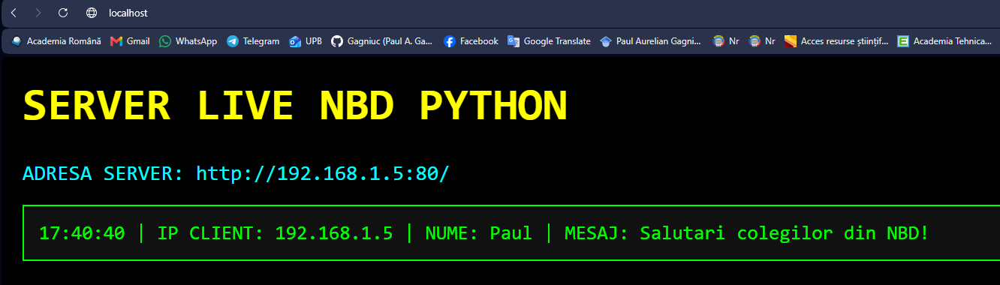 localhost
Academia Română Gmail WhatsApp Telegram UPB Gagniuc (Paul A. Ga... Facebook Google Translate Paul Aurelian Gagni... Nr Nr Acces resurse științif... Academia Tehnica...
SERVER LIVE NBD PYTHON
ADRESA SERVER: http://192.168.1.5:80/
17:40:40 | IP CLIENT: 192.168.1.5 | NUME: Paul | MESAJ: Salutari colegilor din NBD!